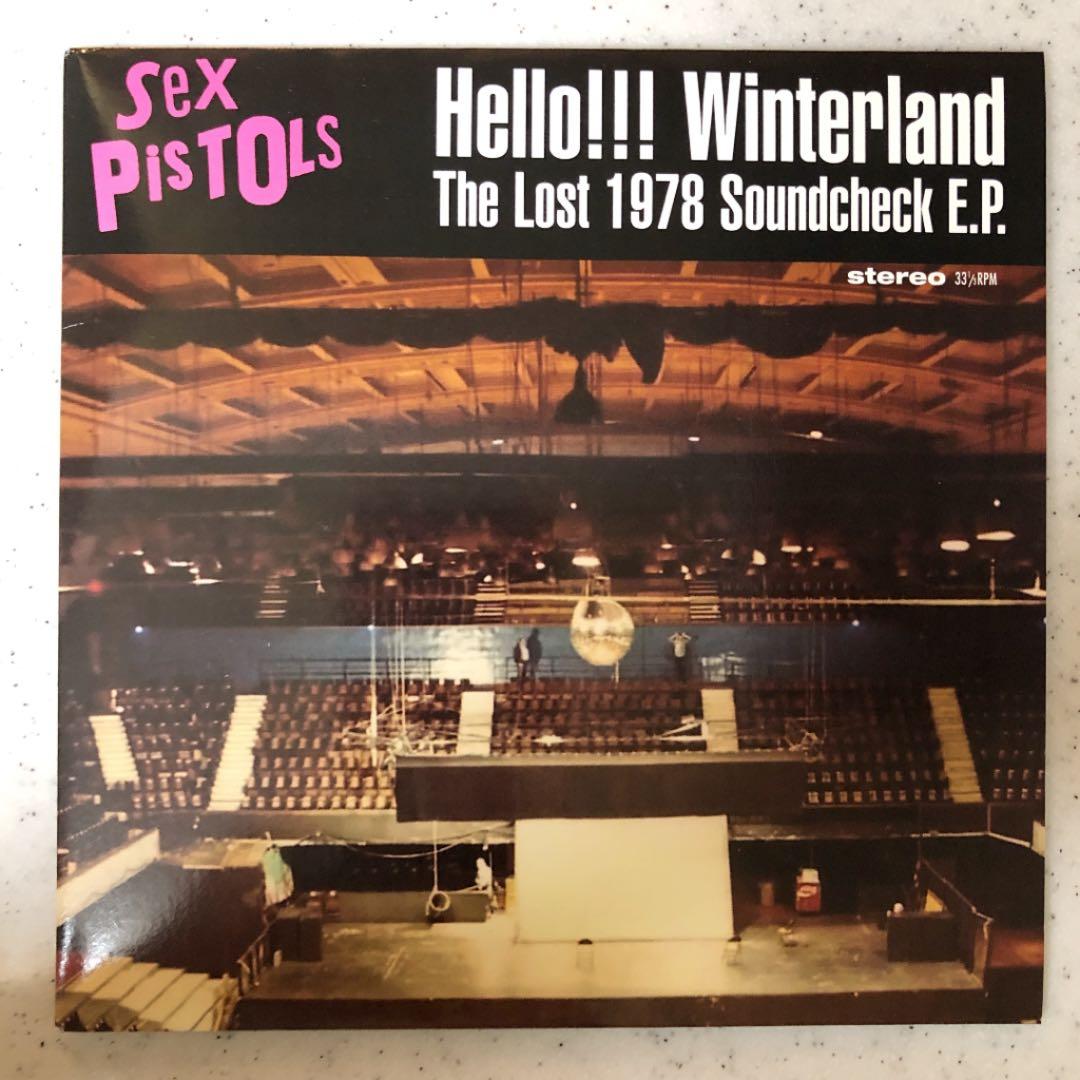 Sex
PiSTOLS
Hello!!! Winterland
The Lost 1978 Soundcheck E.P.
stereo 33⅓RPM